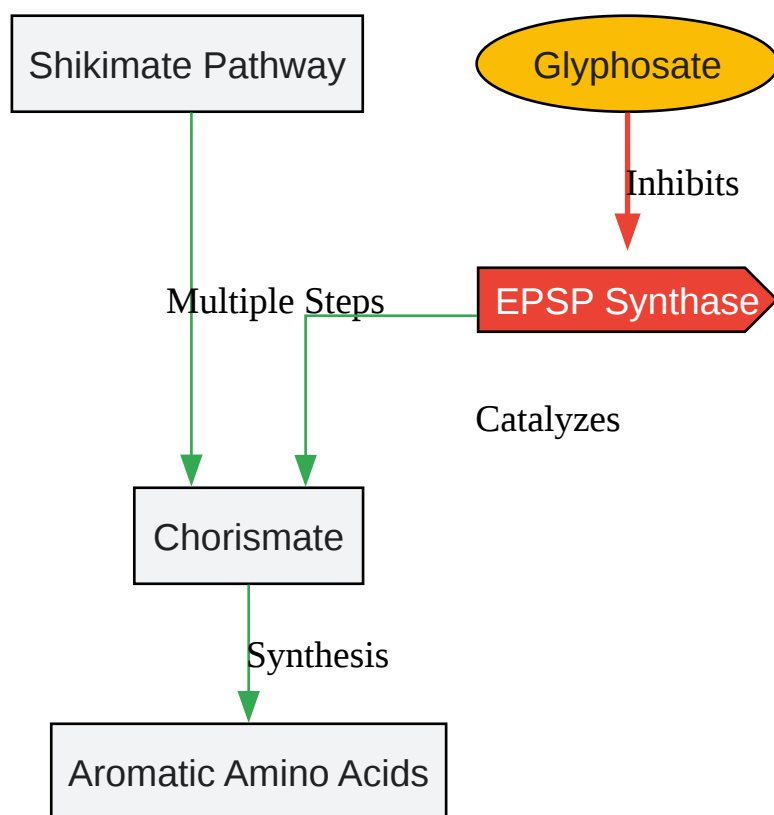 Shikimate Pathway
Glyphosate
Inhibits
Multiple Steps
EPSP Synthase
Catalyzes
Chorismate
Synthesis
Aromatic Amino Acids